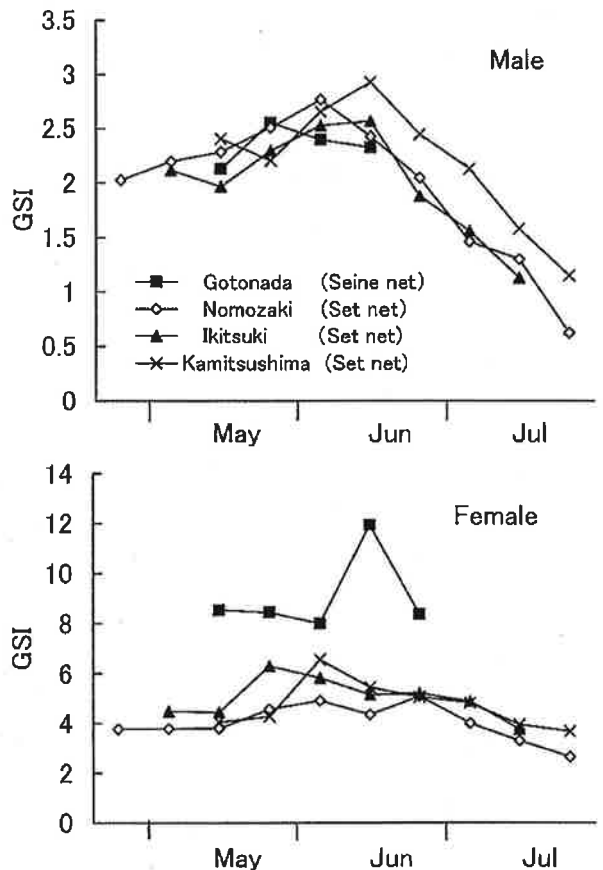 3.5
Male
3
2.5
2
1.5
1
0.5
0
GSI
Gotonada (Seine net)
Nomozaki (Set net)
Ikitsuki (Set net)
Kamitsushima (Set net)
May Jun Jul
14
Female
12
10
8
6
4
2
0
GSI
May Jun Jul